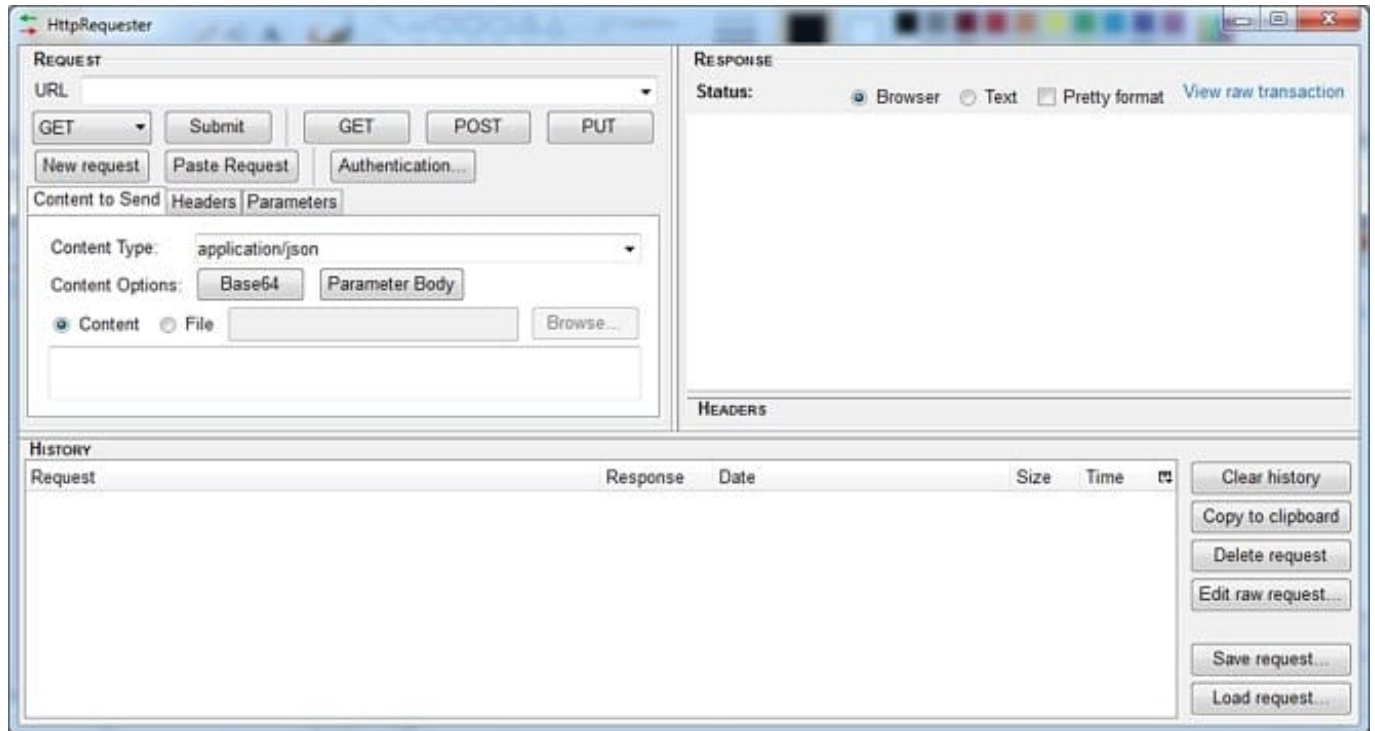 HttpRequester
REQUEST
URL
GET Submit GET POST PUT
New request Paste Request Authentication...
Content to Send Headers Parameters
Content Type: application/json
Content Options: Base64 Parameter Body
Content File Browse...
RESPONSE
Status: Browser Text Pretty format View raw transaction
HEADERS
HISTORY
Request Response Date Size Time
Clear history
Copy to clipboard
Delete request
Edit raw request...
Save request...
Load request...